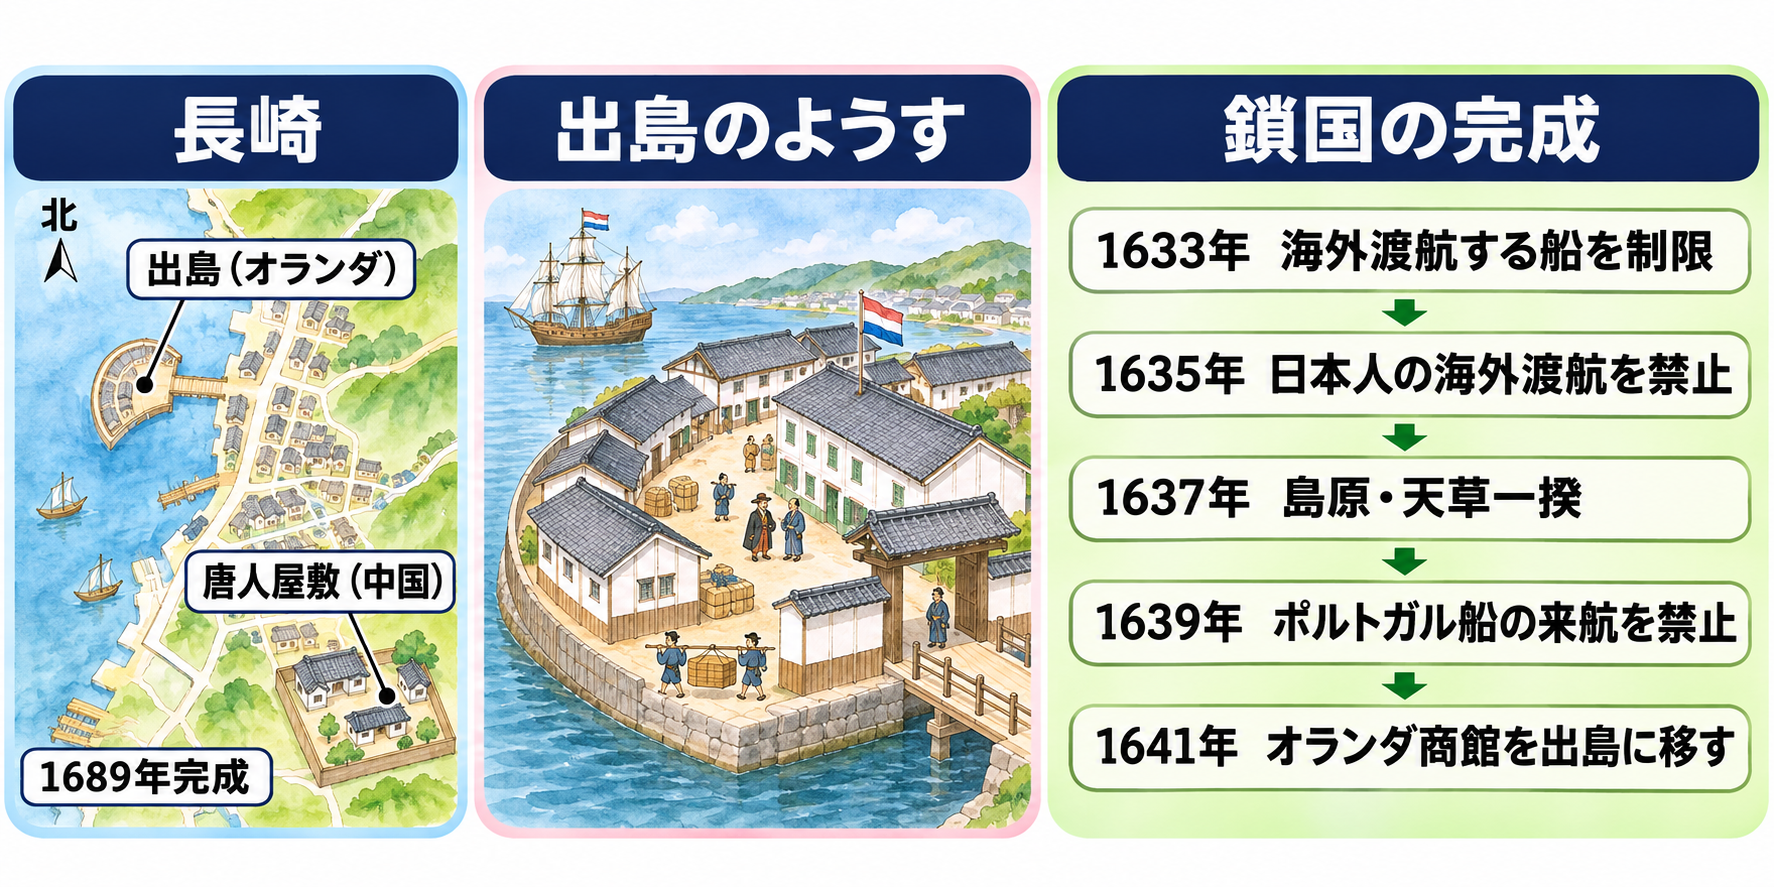 長崎
北
出島(オランダ)
唐人屋敷(中国)
1689年完成
出島のようす
鎖国の完成
1633年 海外渡航する船を制限
1635年 日本人の海外渡航を禁止
1637年 島原・天草一揆
1639年 ポルトガル船の来航を禁止
1641年 オランダ商館を出島に移す